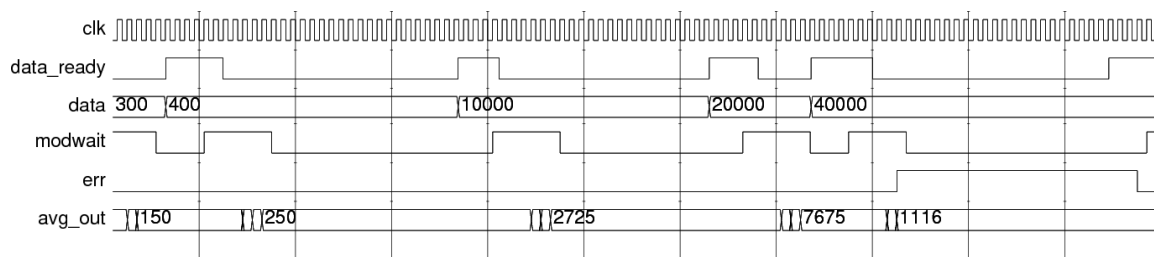 clk
data_ready
data 300 400 10000 20000 40000
modwait
err
avg_out 150 250 2725 7675 1116